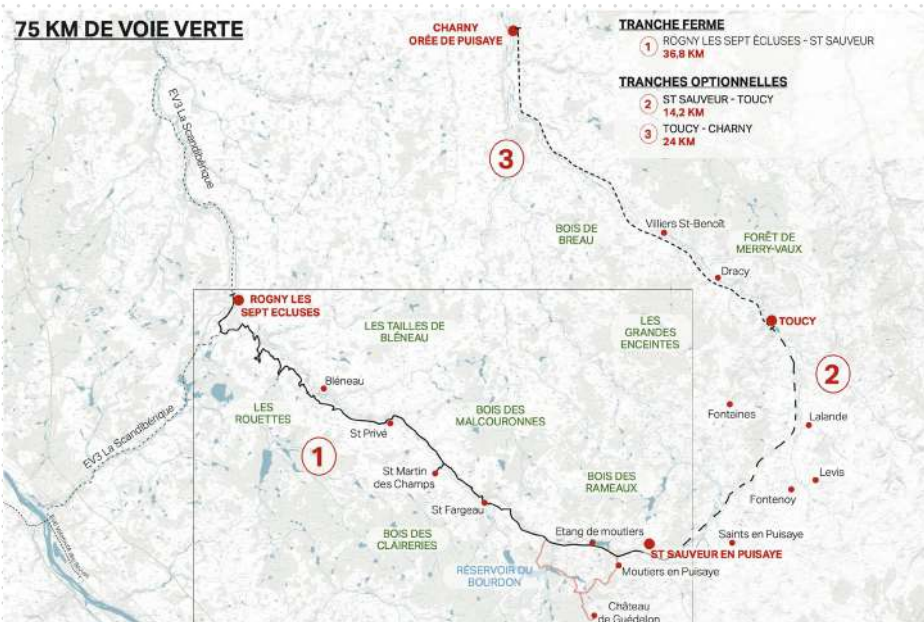 75 KM DE VOIE VERTE
CHARNY
ORÉE DE PUISAYE
TRANCHE FERME
1 ROGNY LES SEPT ÉCLUSES - ST SAUVEUR
36,8 KM
TRANCHES OPTIONNELLES
2 ST SAUVEUR - TOUCY
14,2 KM
3 TOUCY - CHARNY
24 KM
EV3 La Scandibérique
3
BOIS DE
BREAU
Villiers St-Benoît
FORÊT DE
MERRY-VAUX
Dracy
ROGNY LES
SEPT ECLUSES
TOUCY
LES TAILLES DE
BLÉNEAU
LES
GRANDES
ENCEINTES
2
Bléneau
LES
ROUETTES
BOIS DES
MALCOURONNES
Fontaines
Lalande
St Privé
EV3 La Scandibérique
1
St Martin
des Champs
BOIS DES
RAMEAUX
Levis
Fontenoy
St Fargeau
BOIS DES
CLAIRERIES
Etang de moutiers
ST SAUVEUR EN PUISAYE
Saints en Puisaye
RÉSERVOIR DU
BOURDON
Moutiers en Puisaye
Château
de Guédelon